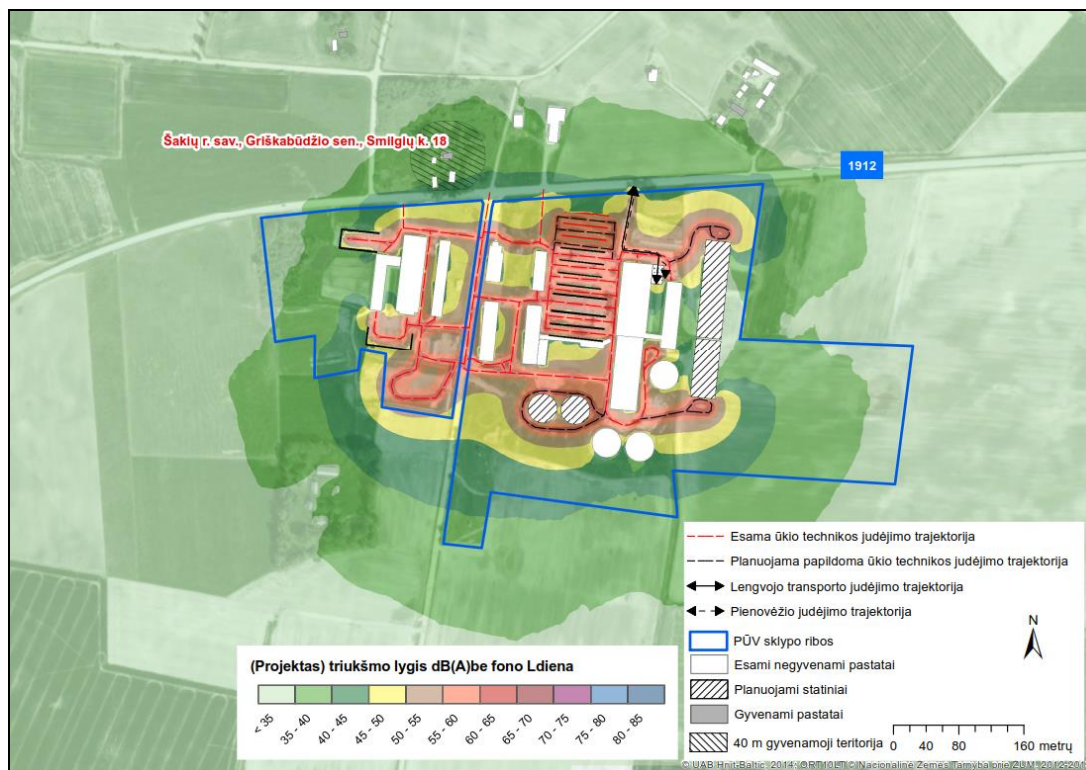 Šakių r. sav., Griškabūdžio sen., Smilgių k. 18
1912
Esama ūkio technikos judėjimo trajektorija
Planuojama papildoma ūkio technikos judėjimo trajektorija
Lengvojo transporto judėjimo trajektorija
Pienovėžio judėjimo trajektorija
PŪV sklypo ribos
Esami negyvenami pastatai
Planuojami statiniai
Gyvenami pastatai
40 m gyvenamoji teritorija
N
0 40 80 160 metrų
(Projektas) triukšmo lygis dB(A)be fono Ldiena
< 35
35 - 40
40 - 45
45 - 50
50 - 55
55 - 60
60 - 65
65 - 70
70 - 75
75 - 80
80 - 85
© UAB Hnit-Baltic, 2014; ORT10LT © Nacionalinė Žemės Tarnyba prie ŽŪM, 2012-201